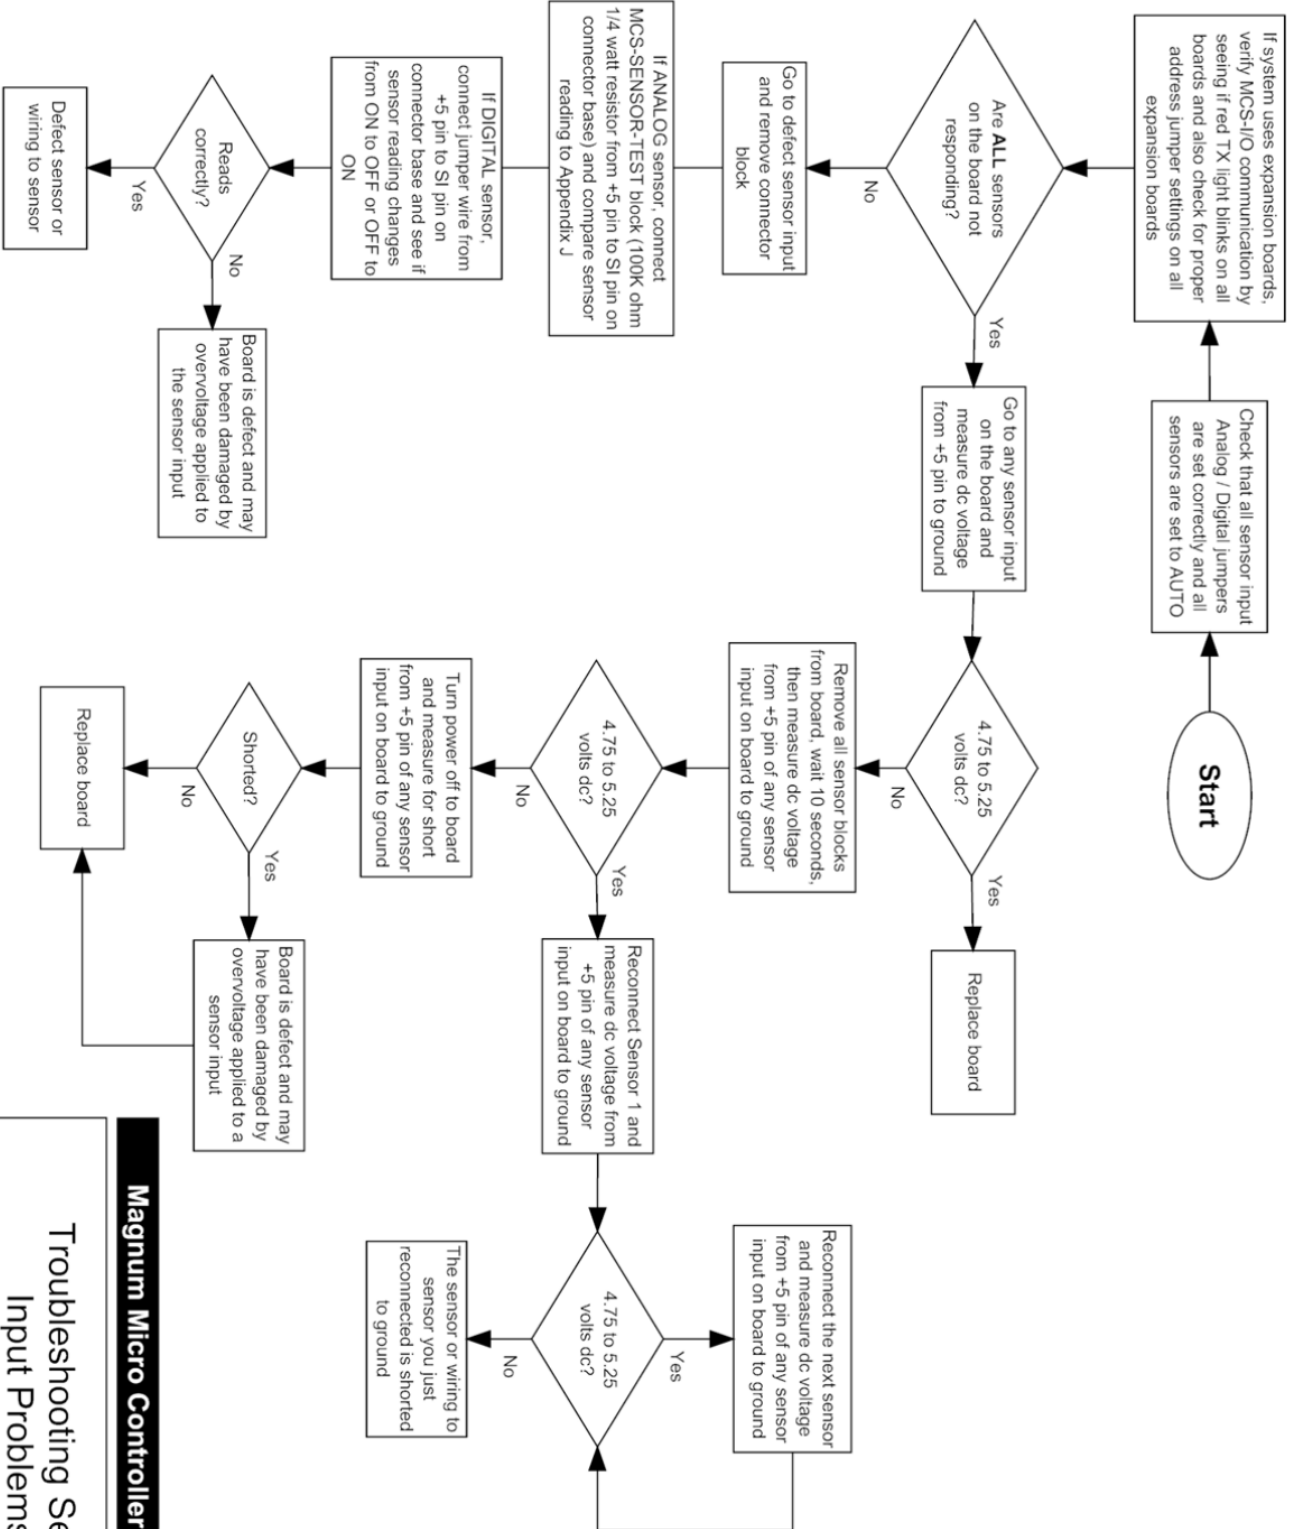 Start
Check that all sensor input
Analog / Digital jumpers
are set correctly and all
sensors are set to AUTO
If system uses expansion boards,
verify MCS-I/O communication by
seeing if red TX light blinks on all
boards and also check for proper
address jumper settings on all
expansion boards
Are ALL sensors
on the board not
responding?
Yes
No
Go to any sensor input
on the board and
measure dc voltage
from +5 pin to ground
4.75 to 5.25
volts dc?
Yes
No
Replace board
Go to defect sensor input
and remove connector
block
Remove all sensor blocks
from board, wait 10 seconds,
then measure dc voltage
from +5 pin of any sensor
input on board to ground
Reconnect the next sensor
and measure dc voltage
from +5 pin of any sensor
input on board to ground
If ANALOG sensor, connect
MCS-SENSOR-TEST block (100K ohm
1/4 watt resistor from +5 pin to SI pin on
connector base) and compare sensor
reading to Appendix J
4.75 to 5.25
volts dc?
Yes
No
Reconnect Sensor 1 and
measure dc voltage from
+5 pin of any sensor
input on board to ground
4.75 to 5.25
volts dc?
Yes
No
If DIGITAL sensor,
connect jumper wire from
+5 pin to SI pin on
connector base and see if
sensor reading changes
from ON to OFF or OFF to
ON
Turn power off to board
and measure for short
from +5 pin of any sensor
input on board to ground
The sensor or wiring to
sensor you just
reconnected is shorted
to ground
Reads
correctly?
No
Yes
Board is defect and may
have been damaged by
overvoltage applied to
the sensor input
Shorted?
Yes
No
Board is defect and may
have been damaged by
overvoltage applied to a
sensor input
Defect sensor or
wiring to sensor
Replace board
Magnum Micro Controller
Troubleshooting Se
Input Problems